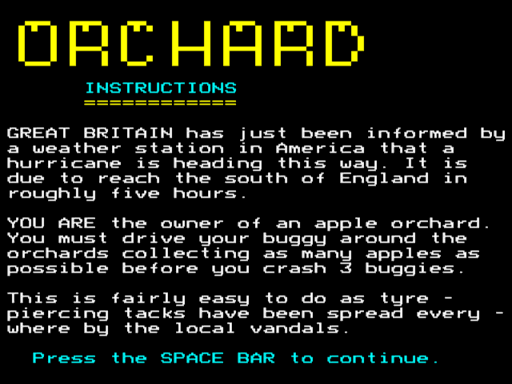 ORCHARD
INSTRUCTIONS
============
GREAT BRITAIN has just been informed by
a weather station in America that a
hurricane is heading this way. It is
due to reach the south of England in
roughly five hours.
YOU ARE the owner of an apple orchard.
You must drive your buggy around the
orchards collecting as many apples as
possible before you crash 3 buggies.
This is fairly easy to do as tyre -
piercing tacks have been spread every -
where by the local vandals.
Press the SPACE BAR to continue.